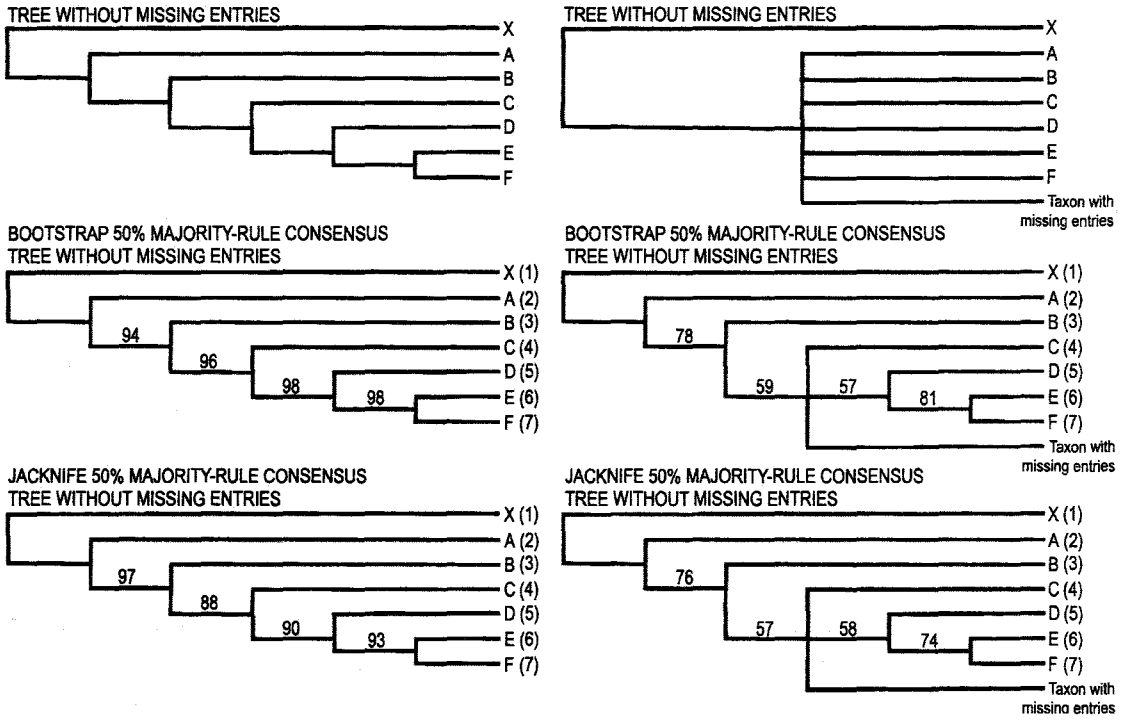 TREE WITHOUT MISSING ENTRIES
X
A
B
C
D
E
F
TREE WITHOUT MISSING ENTRIES
X
A
B
C
D
E
F
Taxon with
missing entries
BOOTSTRAP 50% MAJORITY-RULE CONSENSUS
TREE WITHOUT MISSING ENTRIES
X (1)
A (2)
94
B (3)
96
C (4)
98
D (5)
98
E (6)
F (7)
BOOTSTRAP 50% MAJORITY-RULE CONSENSUS
TREE WITHOUT MISSING ENTRIES
X (1)
A (2)
78
B (3)
C (4)
59
57
D (5)
81
E (6)
F (7)
Taxon with
missing entries
JACKNIFE 50% MAJORITY-RULE CONSENSUS
TREE WITHOUT MISSING ENTRIES
X (1)
A (2)
97
B (3)
88
C (4)
90
D (5)
93
E (6)
F (7)
JACKNIFE 50% MAJORITY-RULE CONSENSUS
TREE WITHOUT MISSING ENTRIES
X (1)
A (2)
76
B (3)
C (4)
57
58
D (5)
74
E (6)
F (7)
Taxon with
missing entries